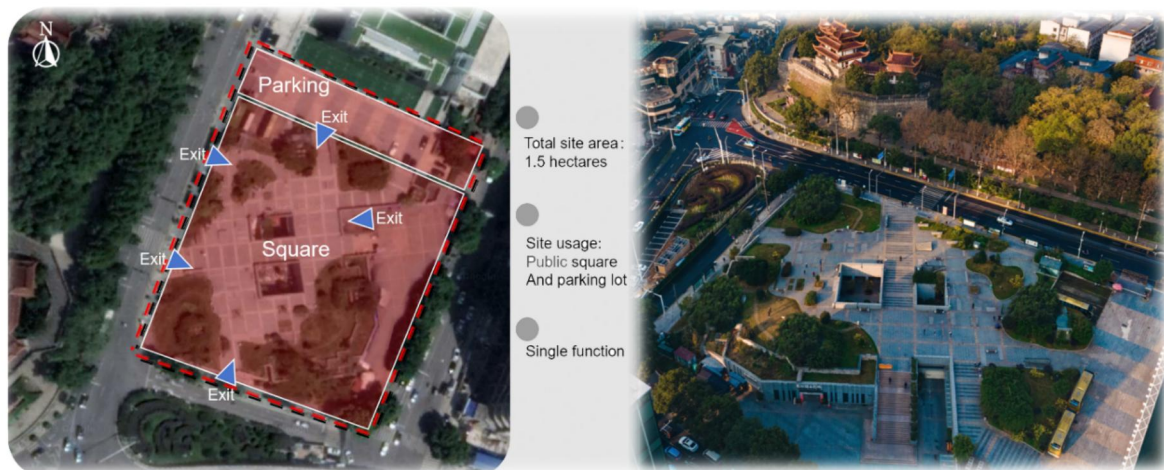 N
Parking
Exit
Exit
Exit
Square
Exit
Exit
Total site area:
1.5 hectares
Site usage:
Public square
And parking lot
Single function